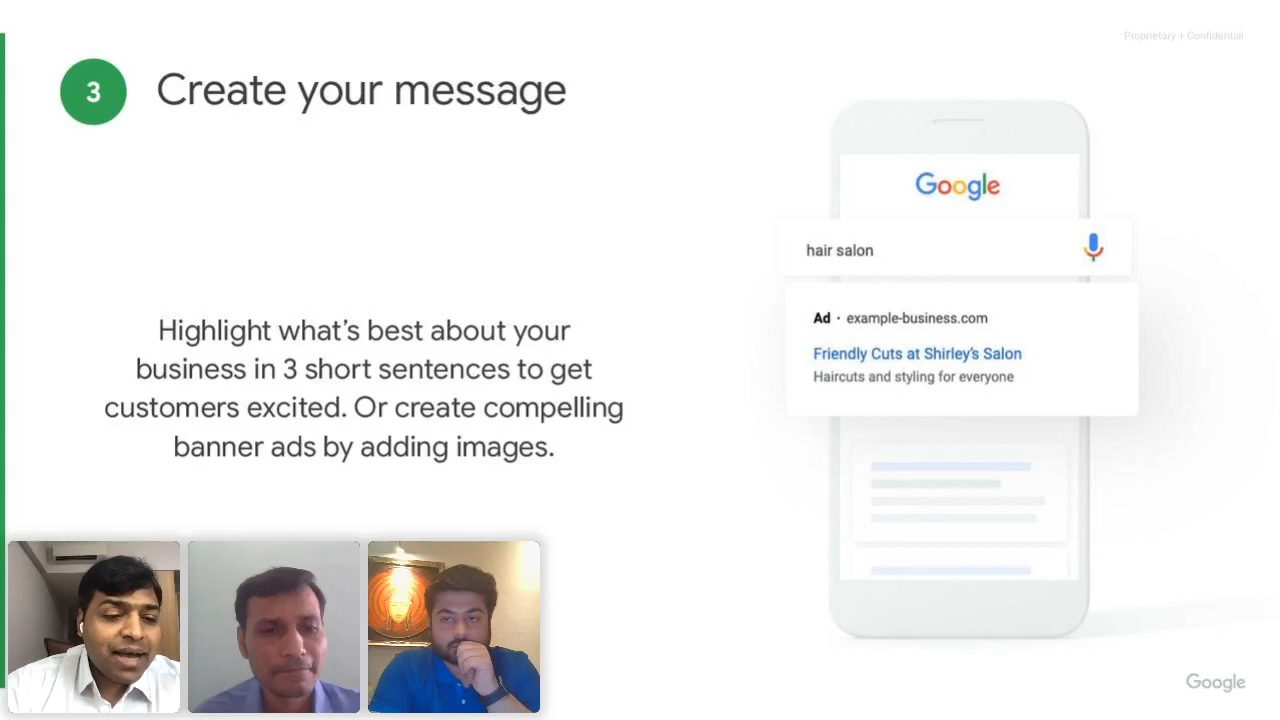 Proprietary + Confidential
3
Create your message
Highlight what's best about your
business in 3 short sentences to get
customers excited. Or create compelling
banner ads by adding images.
Google
hair salon
Ad · example-business.com
Friendly Cuts at Shirley's Salon
Haircuts and styling for everyone
Google